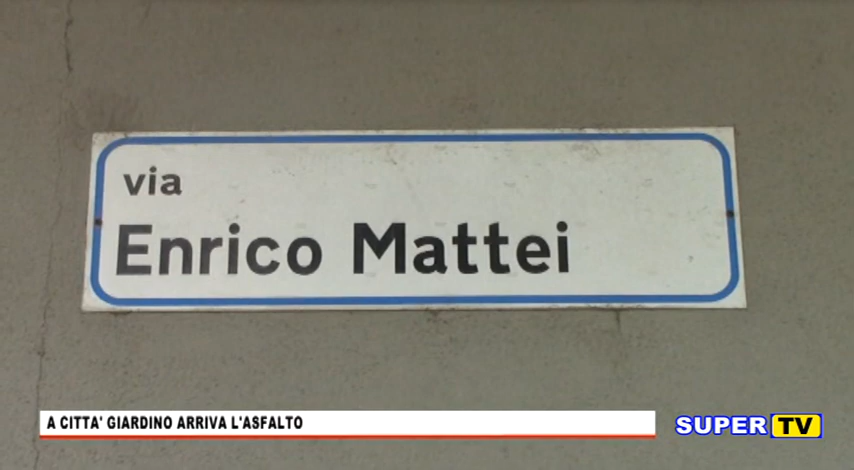 via
Enrico Mattei
A CITTA' GIARDINO ARRIVA L'ASFALTO
SUPER TV